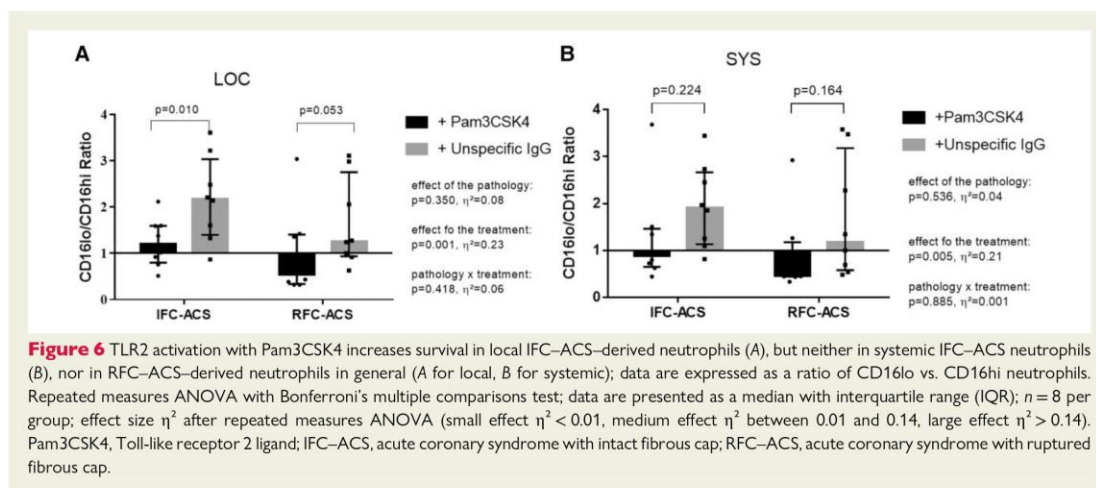 A
LOC
p=0.010
p=0.053
CD16lo/CD16hi Ratio
4
3
2
1
1
IFC-ACS
RFC-ACS
+ Pam3CSK4
+ Unspecific IgG
effect of the pathology:
p=0.350, η²=0.08
effect fo the treatment:
p=0.001, η²=0.23
pathology x treatment:
p=0.418, η²=0.06
B
SYS
p=0.224
p=0.164
CD16lo/CD16hi Ratio
4
3
2
1
0
IFC-ACS
RFC-ACS
+Pam3CSK4
+Unspecific IgG
effect of the pathology:
p=0.536, η²=0.04
effect fo the treatment:
p=0.005, η²=0.21
pathology x treatment:
p=0.885, η²=0.001
Figure 6 TLR2 activation with Pam3CSK4 increases survival in local IFC–ACS–derived neutrophils (A), but neither in systemic IFC–ACS neutrophils
(B), nor in RFC–ACS–derived neutrophils in general (A for local, B for systemic); data are expressed as a ratio of CD16lo vs. CD16hi neutrophils.
Repeated measures ANOVA with Bonferroni's multiple comparisons test; data are presented as a median with interquartile range (IQR); n = 8 per
group; effect size η² after repeated measures ANOVA (small effect η² < 0.01, medium effect η² between 0.01 and 0.14, large effect η² > 0.14).
Pam3CSK4, Toll-like receptor 2 ligand; IFC–ACS, acute coronary syndrome with intact fibrous cap; RFC–ACS, acute coronary syndrome with ruptured
fibrous cap.